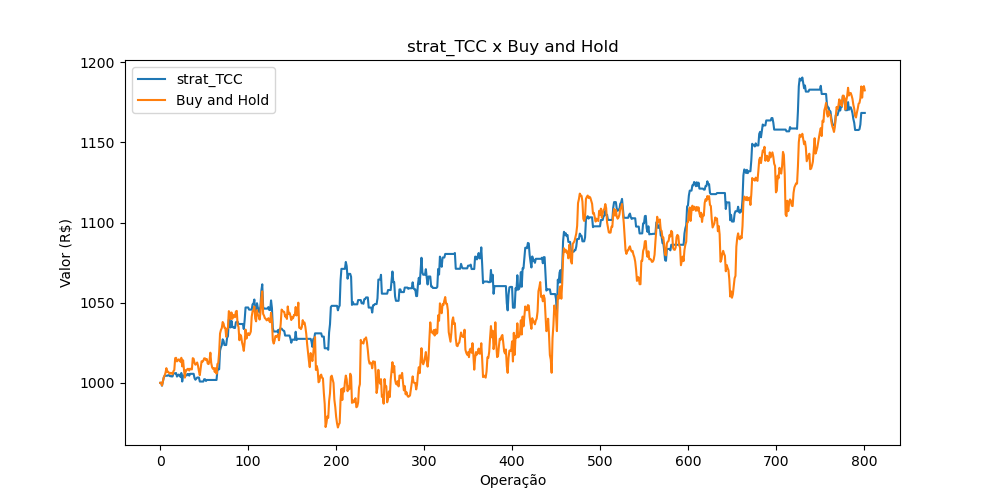 strat_TCC x Buy and Hold
strat_TCC
Buy and Hold
Valor (R$)
1200
1150
1100
1050
1000
0 100 200 300 400 500 600 700 800
Operação